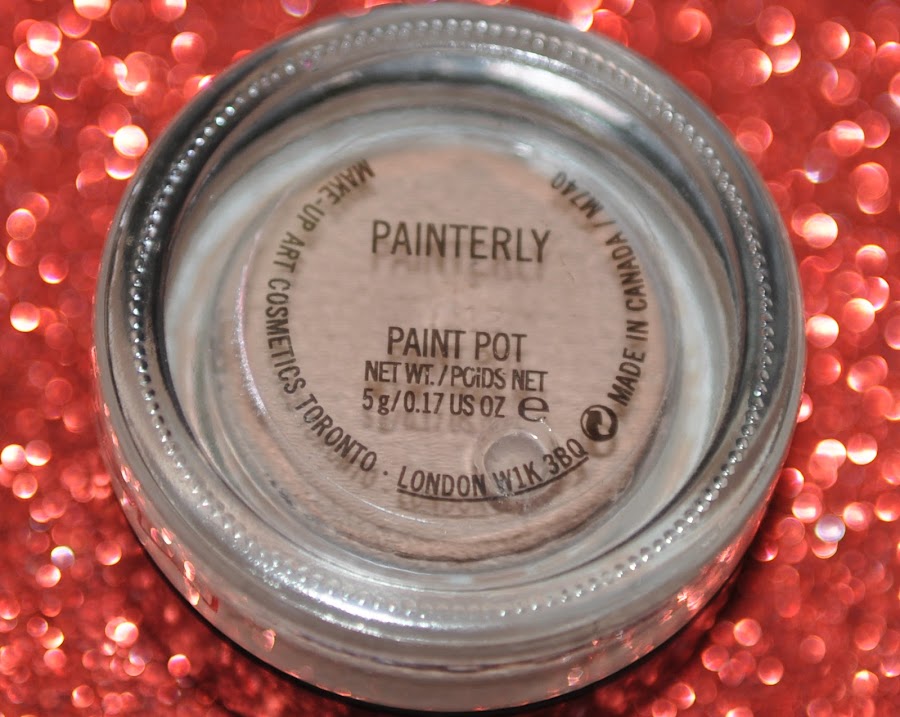 PAINTERLY
PAINT POT
NET WT./POIDS NET
5 g/0.17 US OZ e
MAKE-UP ART COSMETICS TORONTO · LONDON W1K 3BQ
MADE IN CANADA / M740